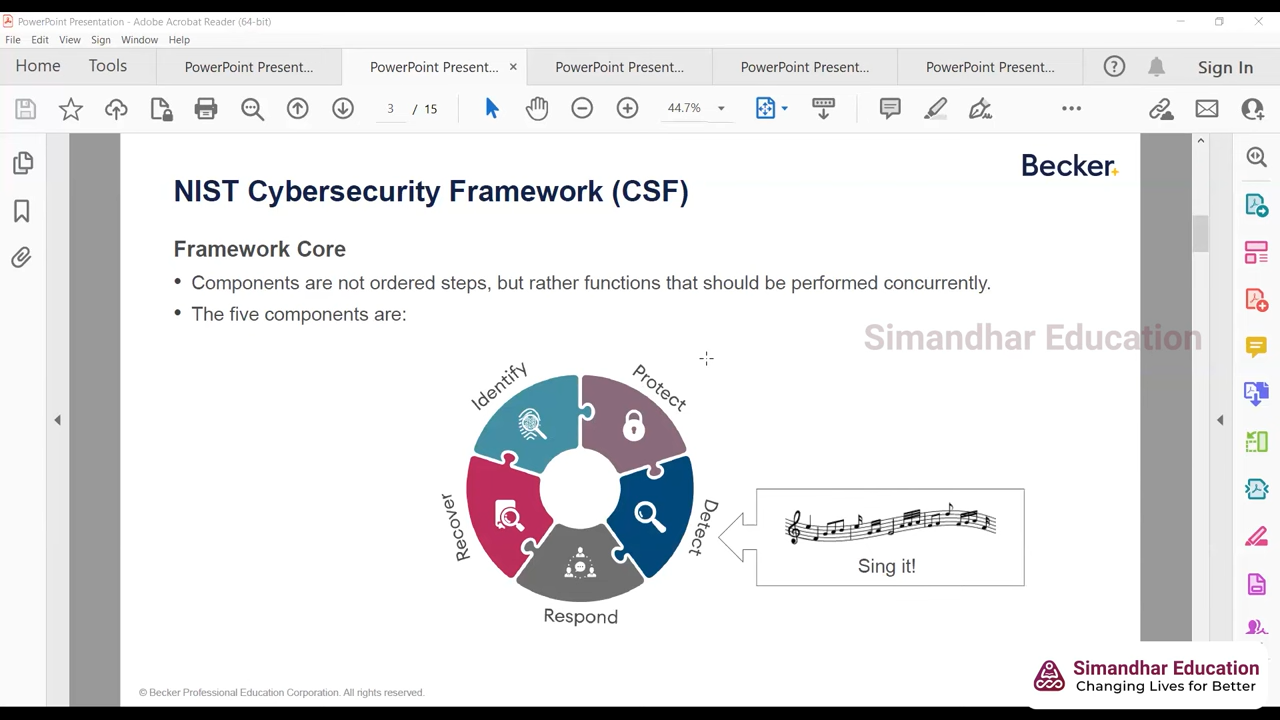 PowerPoint Presentation - Adobe Acrobat Reader (64-bit)
File Edit View Sign Window Help
Home Tools PowerPoint Present... PowerPoint Present... × PowerPoint Present... PowerPoint Present... PowerPoint Present... Sign In
3 / 15 44.7%
Becker
NIST Cybersecurity Framework (CSF)
Framework Core
• Components are not ordered steps, but rather functions that should be performed concurrently.
• The five components are:
Simandhar Education
Identify
Protect
Detect
Respond
Recover
Sing it!
© Becker Professional Education Corporation. All rights reserved.
Simandhar Education
Changing Lives for Better